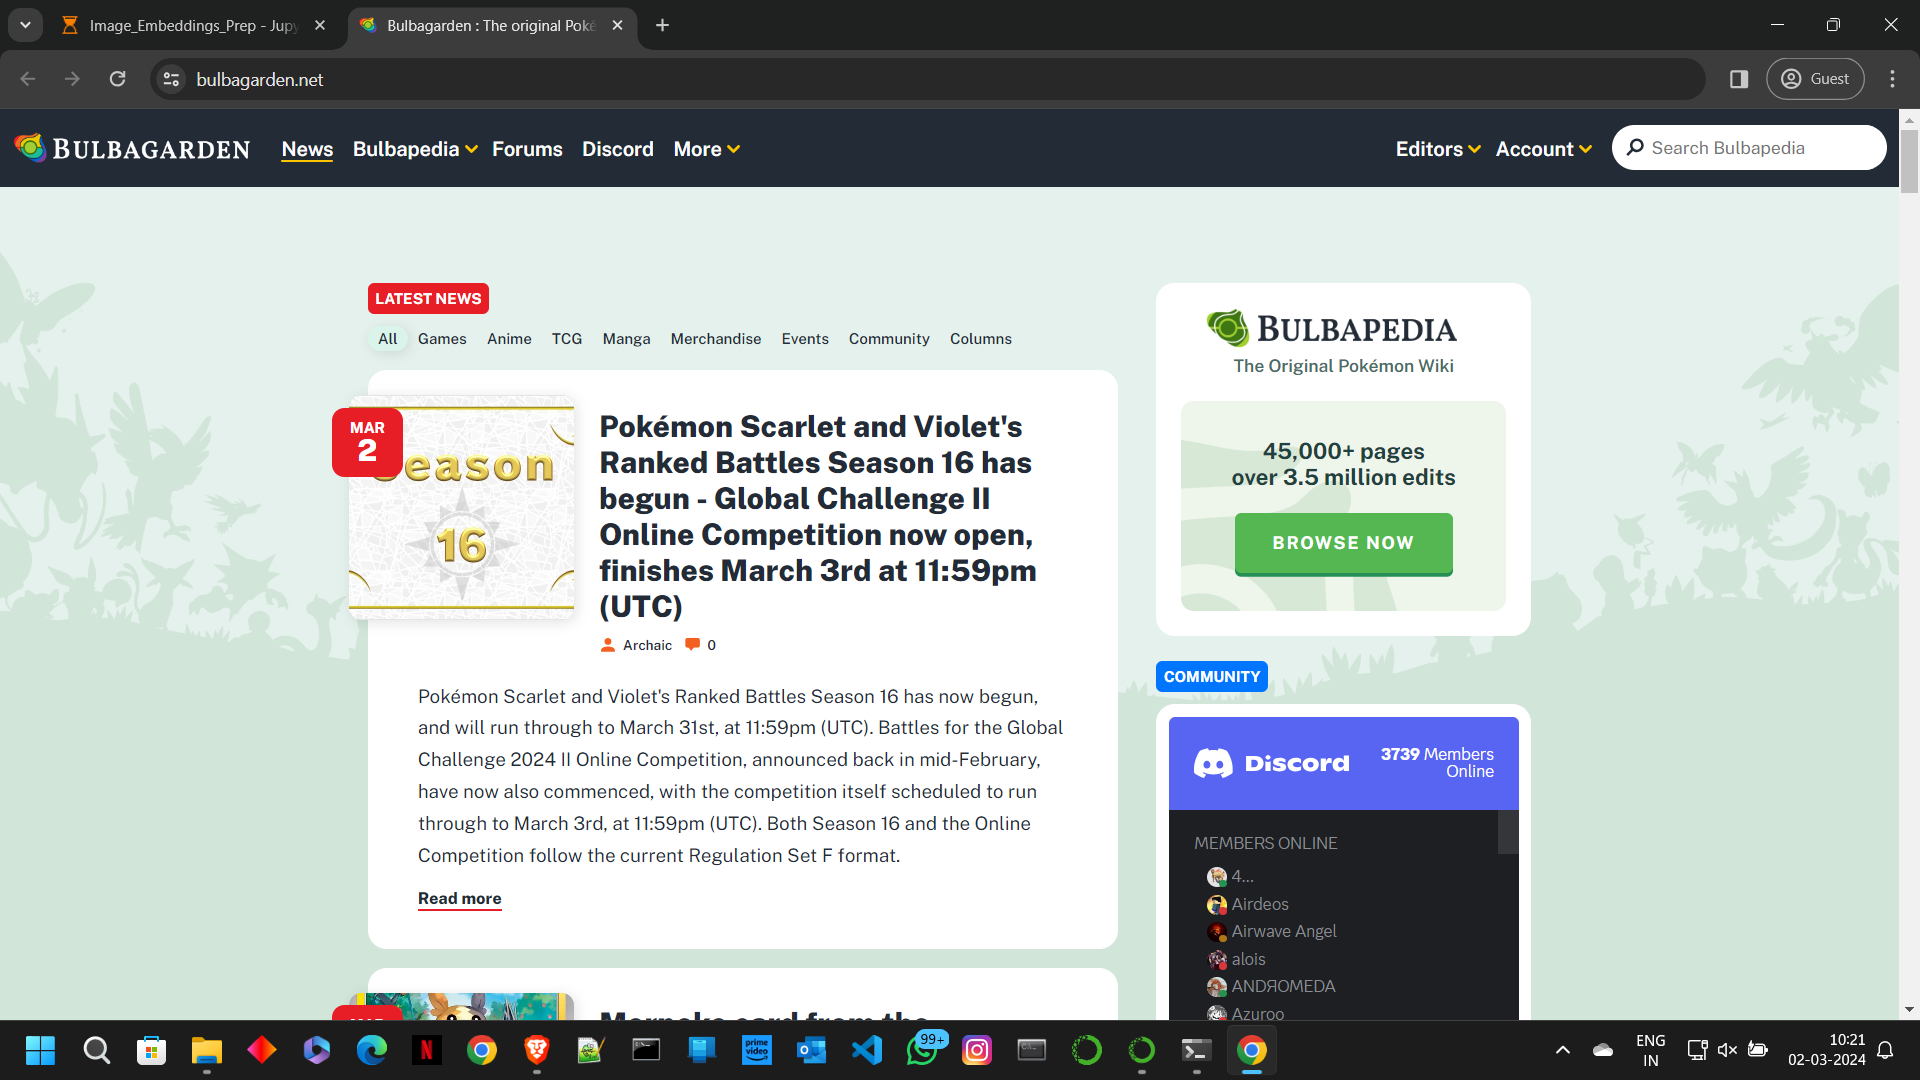 Image_Embeddings_Prep - Jupy
Bulbagarden : The original Poké
bulbagarden.net
Guest
BULBAGARDEN
News
Bulbapedia
Forums
Discord
More
Editors
Account
Search Bulbapedia
LATEST NEWS
All
Games
Anime
TCG
Manga
Merchandise
Events
Community
Columns
MAR
2
Season
16
Pokémon Scarlet and Violet's
Ranked Battles Season 16 has
begun - Global Challenge II
Online Competition now open,
finishes March 3rd at 11:59pm
(UTC)
Archaic
0
Pokémon Scarlet and Violet's Ranked Battles Season 16 has now begun,
and will run through to March 31st, at 11:59pm (UTC). Battles for the Global
Challenge 2024 II Online Competition, announced back in mid-February,
have now also commenced, with the competition itself scheduled to run
through to March 3rd, at 11:59pm (UTC). Both Season 16 and the Online
Competition follow the current Regulation Set F format.
Read more
Morpeko card from the
BULBAPEDIA
The Original Pokémon Wiki
45,000+ pages
over 3.5 million edits
BROWSE NOW
COMMUNITY
Discord
3739 Members
Online
MEMBERS ONLINE
4...
Airdeos
Airwave Angel
alois
ANDЯOMEDA
Azuroo
N
prime
video
99+
ENG
IN
10:21
02-03-2024